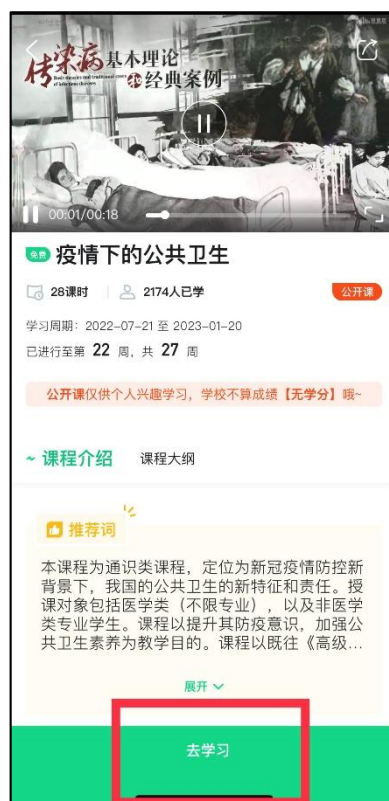 传染病基本理论
Basic theories and traditional cases
of infectious diseases
和经典案例
00:01/00:18
免费 疫情下的公共卫生
28课时 2174人已学 公开课
学习周期：2022-07-21 至 2023-01-20
已进行至第 22 周，共 27 周
公开课仅供个人兴趣学习，学校不算成绩【无学分】哦~
~ 课程介绍 课程大纲
推荐词
本课程为通识类课程，定位为新冠疫情防控新
背景下，我国的公共卫生的新特征和责任。授
课对象包括医学类（不限专业），以及非医学
类专业学生。课程以提升其防疫意识，加强公
共卫生素养为教学目的。课程以既往《高级...
展开
去学习